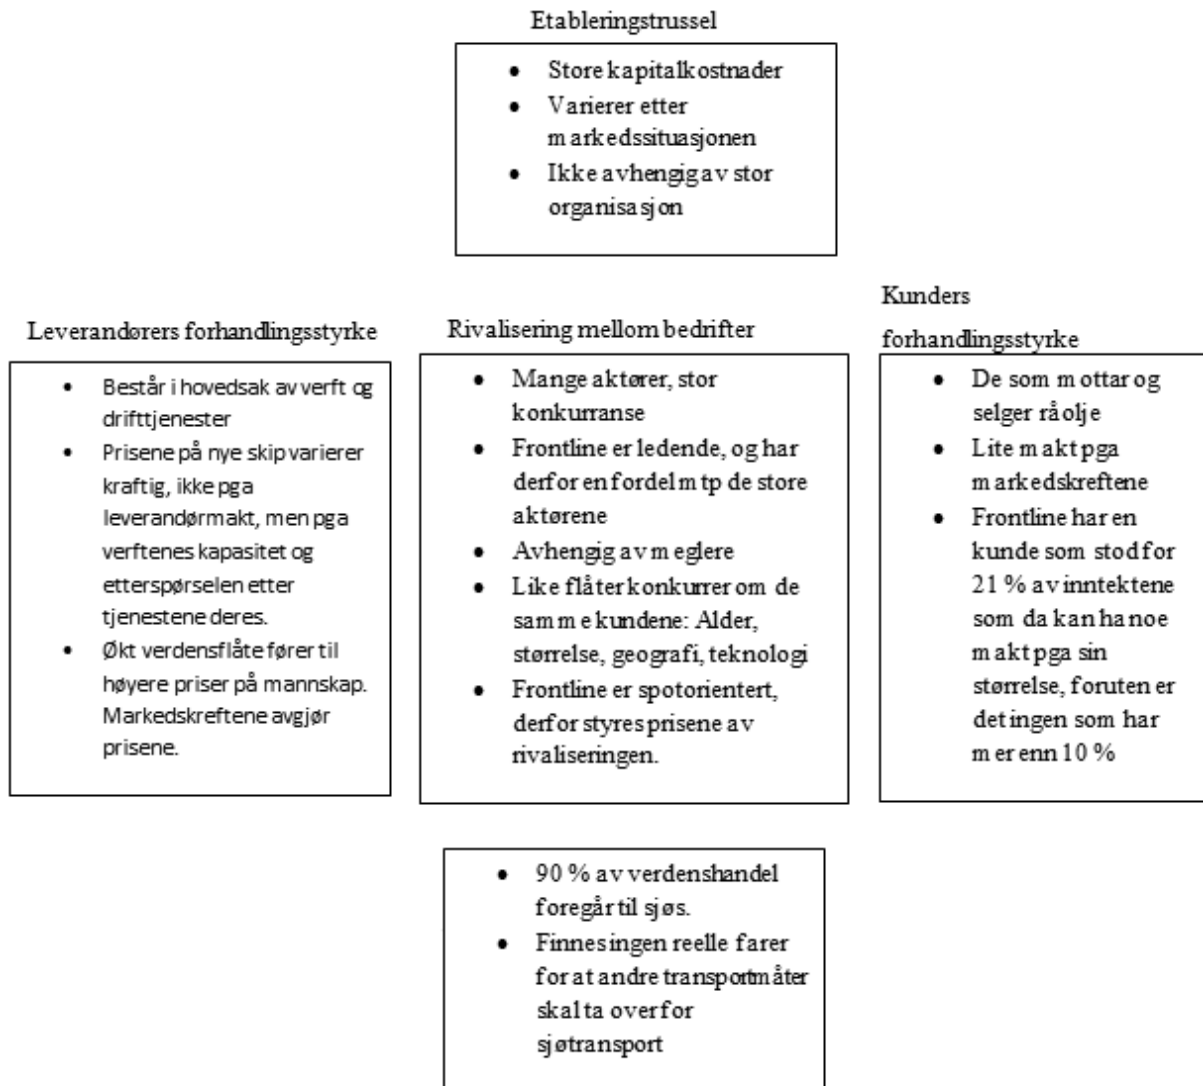 Etableringstrussel
• Store kapitalkostnader
• Varierer etter
markedssituasjonen
• Ikke avhengig av stor
organisasjon
Leverandørers forhandlingsstyrke
• Består i hovedsak av verft og
drifttjenester
• Prisene på nye skip varierer
kraftig, ikke pga
leverandørmakt, men pga
verftenes kapasitet og
etterspørselen etter
tjenestene deres.
• Økt verdensflåte fører til
høyere priser på mannskap.
Markedskreftene avgjør
prisene.
Rivalisering mellom bedrifter
• Mange aktører, stor
konkurranse
• Frontline er ledende, og har
derfor en fordel mtp de store
aktørene
• Avhengig av meglere
• Like flåter konkurrer om de
samme kundene: Alder,
størrelse, geografi, teknologi
• Frontline er spotorientert,
derfor styres prisene av
rivaliseringen.
Kunders
forhandlingsstyrke
• De som mottar og
selger råolje
• Lite makt pga
markedskreftene
• Frontline har en
kunde som stod for
21 % av inntektene
som da kan ha noe
makt pga sin
størrelse, foruten er
det ingen som har
mer enn 10 %
• 90 % av verdenshandel
foregår til sjøs.
• Finnes ingen reelle farer
for at andre transportmåter
skal ta over for
sjøtransport